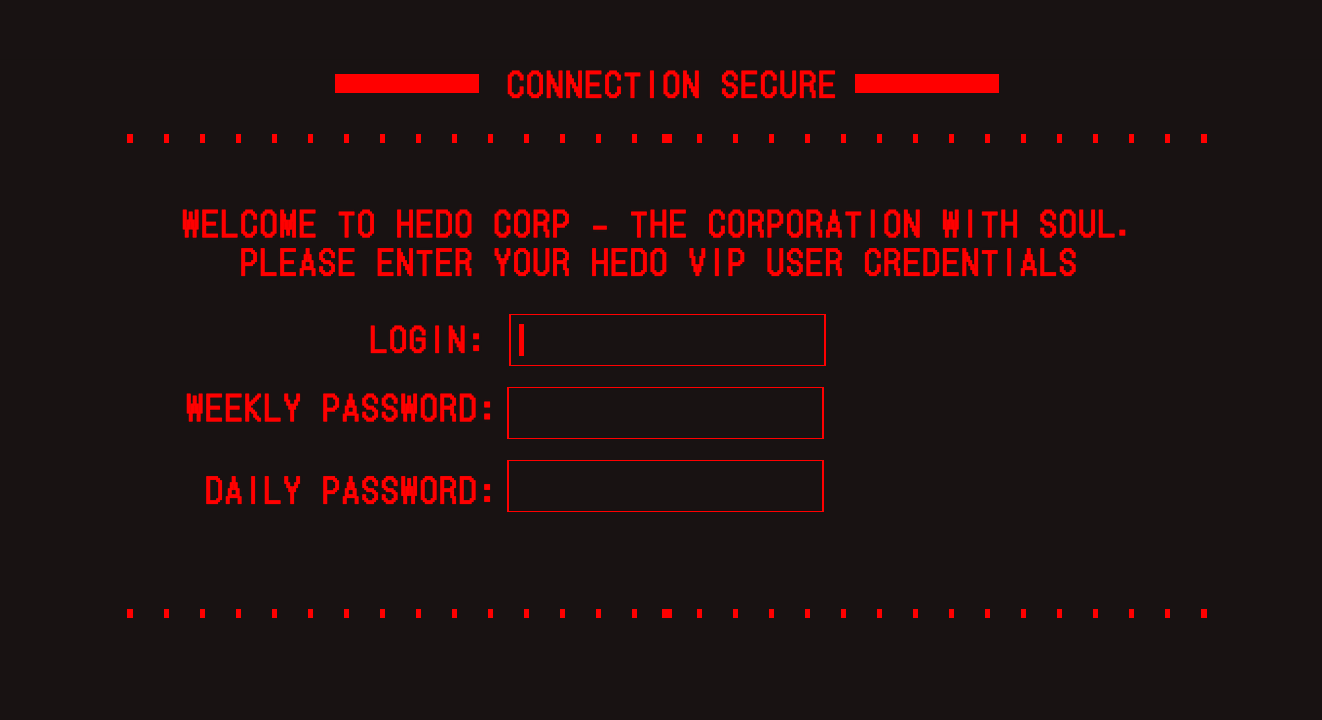 CONNECTION SECURE
WELCOME TO HEDO CORP - THE CORPORATION WITH SOUL.
PLEASE ENTER YOUR HEDO VIP USER CREDENTIALS
LOGIN:
WEEKLY PASSWORD:
DAILY PASSWORD: